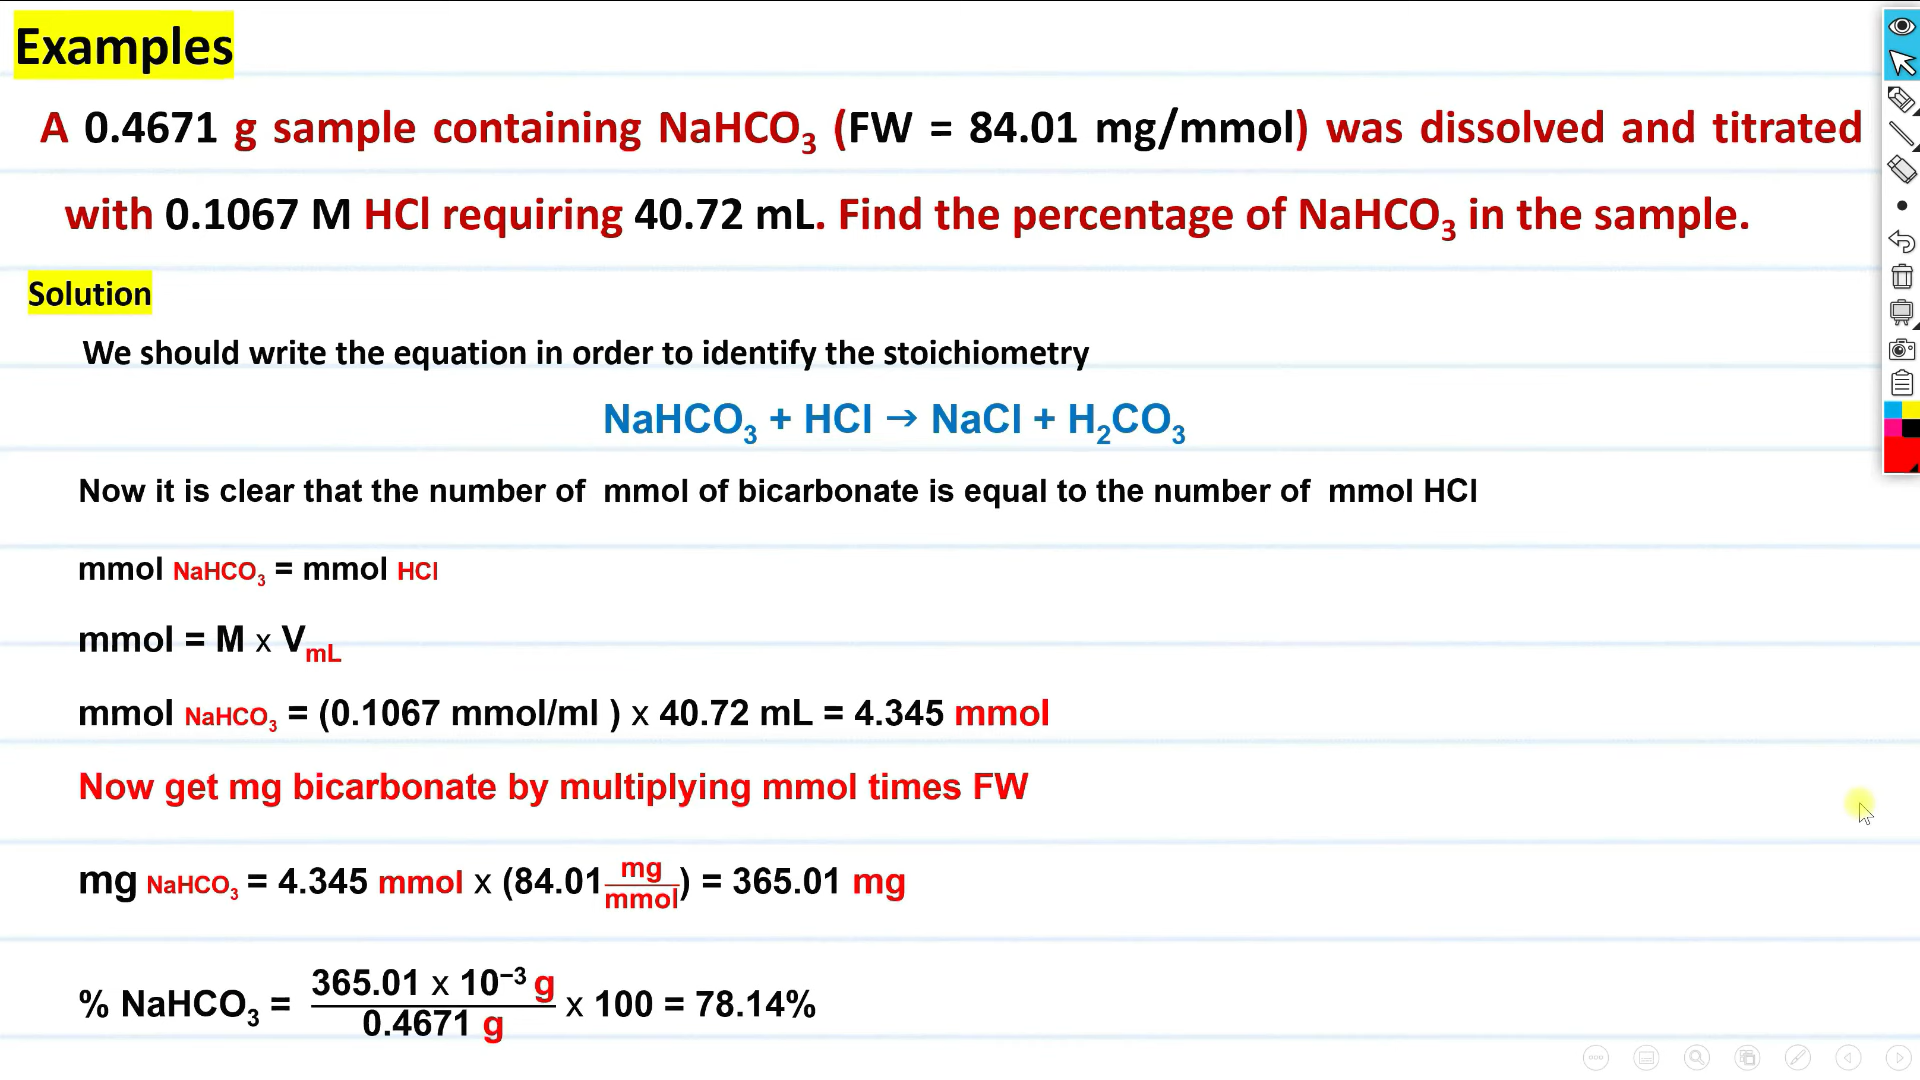 Examples
A 0.4671 g sample containing NaHCO₃ (FW = 84.01 mg/mmol) was dissolved and titrated
with 0.1067 M HCl requiring 40.72 mL. Find the percentage of NaHCO₃ in the sample.
Solution
We should write the equation in order to identify the stoichiometry
NaHCO₃ + HCl → NaCl + H₂CO₃
Now it is clear that the number of mmol of bicarbonate is equal to the number of mmol HCl
mmol NaHCO₃ = mmol HCl
mmol = M x V mL
mmol NaHCO₃ = (0.1067 mmol/ml ) x 40.72 mL = 4.345 mmol
Now get mg bicarbonate by multiplying mmol times FW
mg NaHCO₃ = 4.345 mmol x (84.01 mg/mmol) = 365.01 mg
% NaHCO₃ = 365.01 x 10⁻³ g / 0.4671 g x 100 = 78.14%